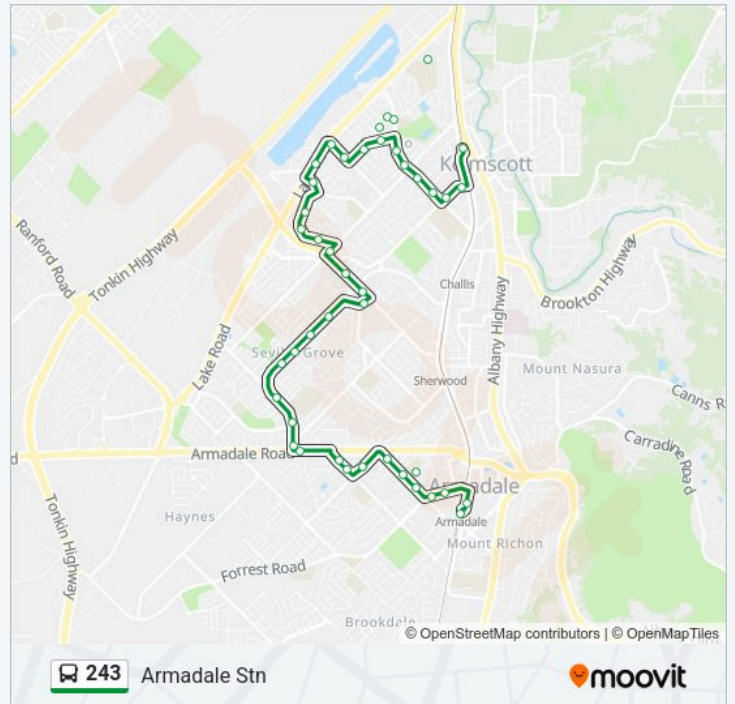 Kelmscott
Ranford Road
Tonkin Highway
Brookton Highway
Challis
Albany Highway
Lake Road
Seville Grove
Sherwood
Mount Nasura
Carradine Road
Armadale Road
Armadale
Haynes
Armadale
Mount Richon
Tonkin Highway
Forrest Road
Brookdale
© OpenStreetMap contributors | © OpenMapTiles
243 Armadale Stn
moovit